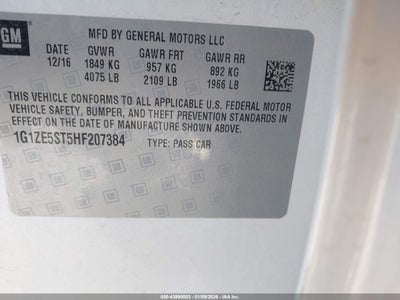 GM
MFD BY GENERAL MOTORS LLC
DATE GVWR GAWR FRT GAWR RR
12/16 1849 KG 957 KG 892 KG
4075 LB 2109 LB 1966 LB
THIS VEHICLE CONFORMS TO ALL APPLICABLE U.S. FEDERAL MOTOR
VEHICLE SAFETY, BUMPER, AND THEFT PREVENTION STANDARDS IN
EFFECT ON THE DATE OF MANUFACTURE SHOWN ABOVE.
1G1ZE5ST5HF207384 TYPE: PASS CAR